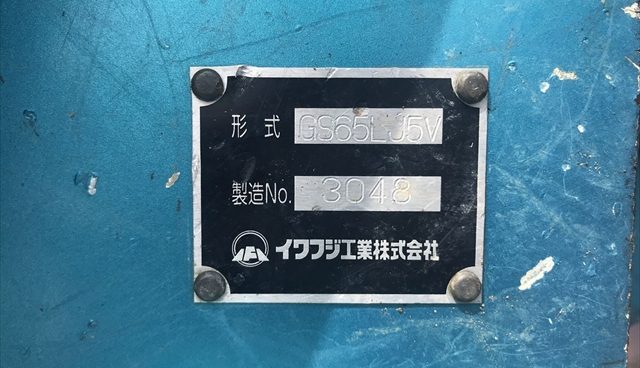 形式 GS65LJ5V
製造No. 3048
イワフジ工業株式会社